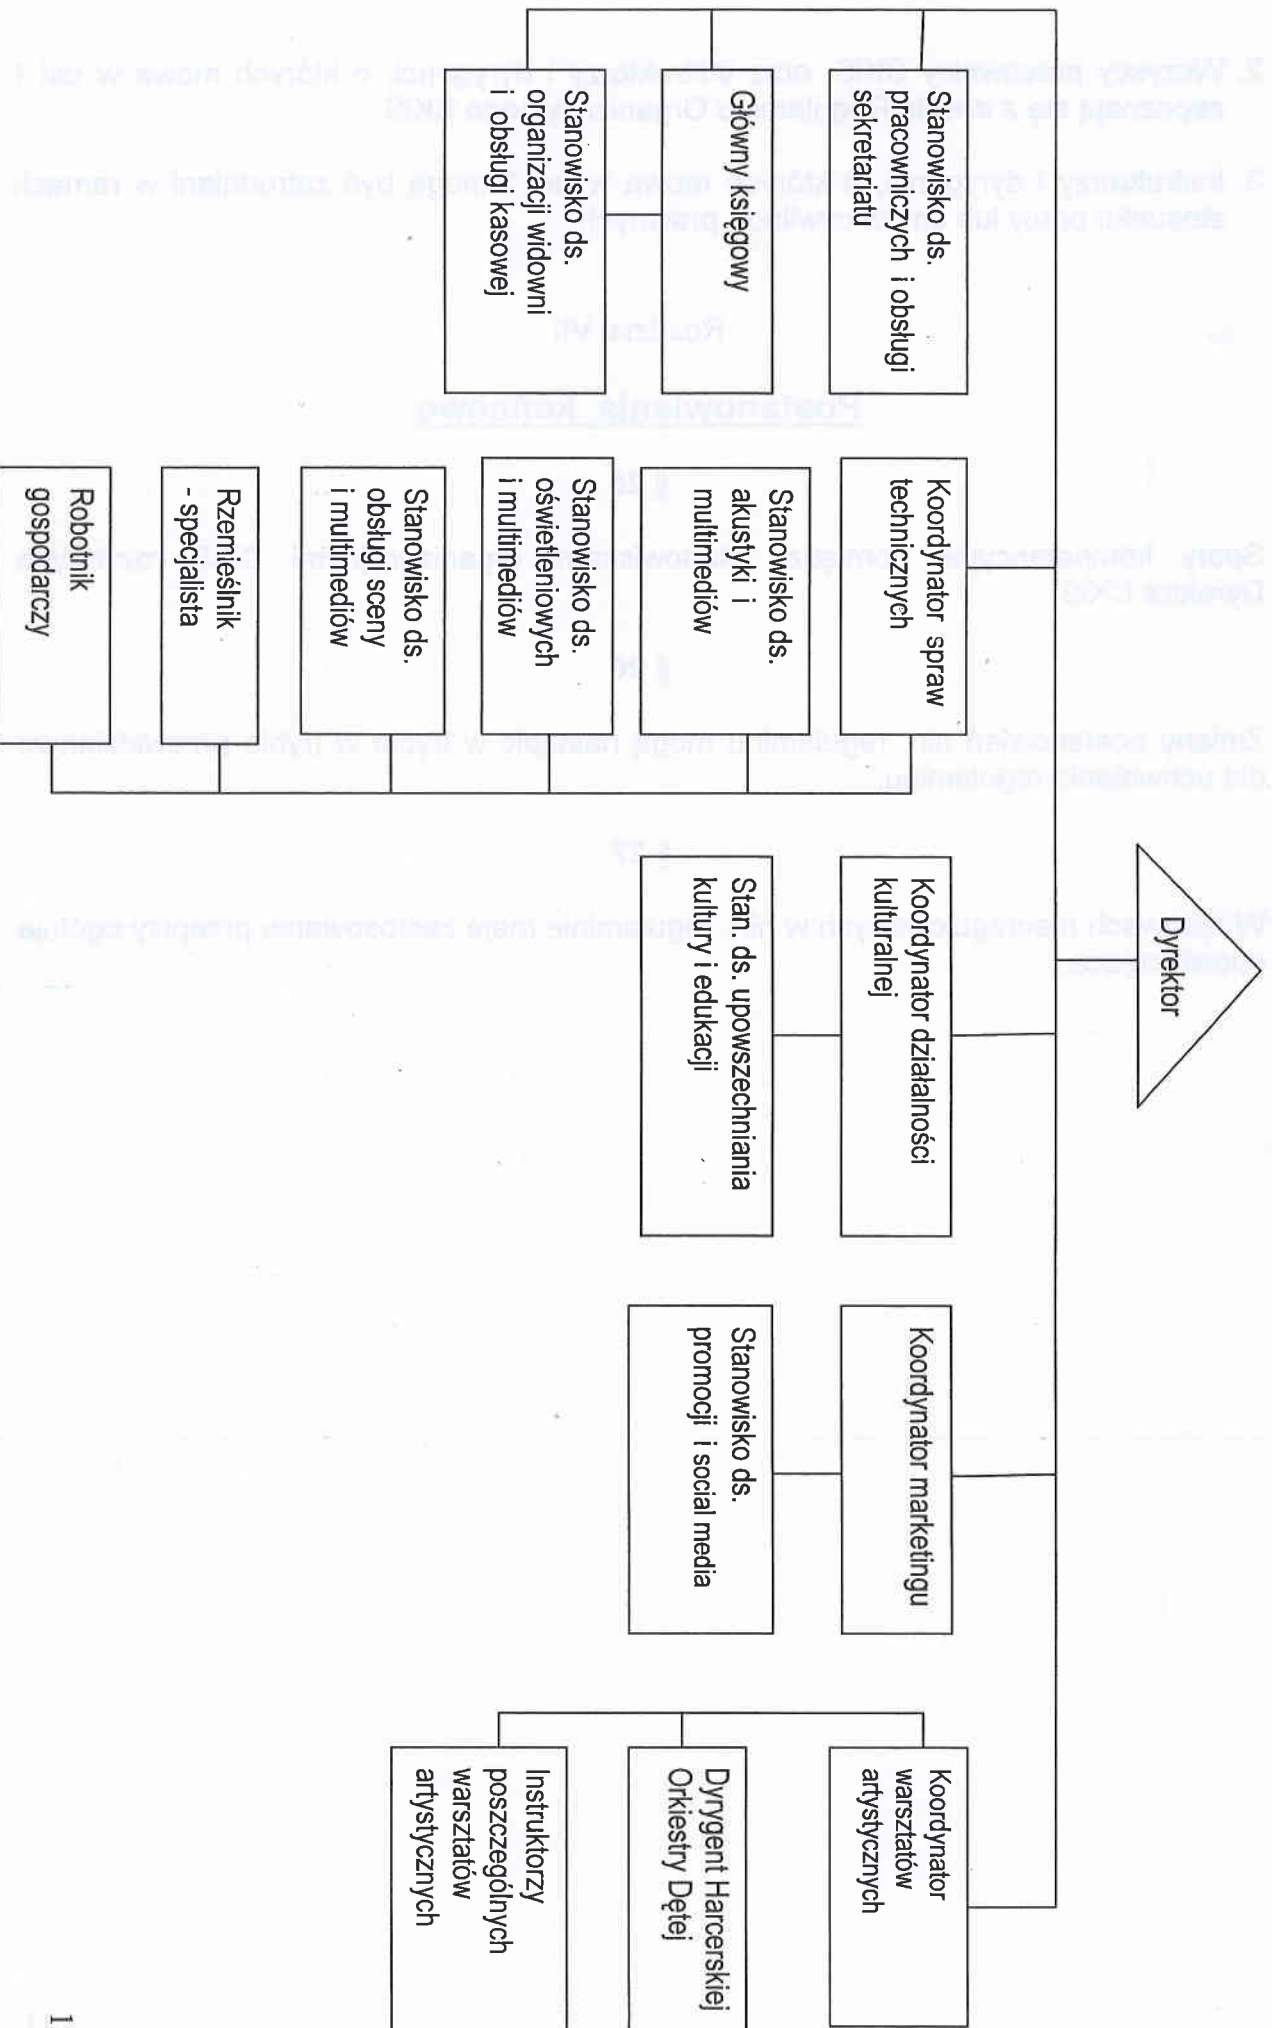 Dyrektor
Stanowisko ds.
pracowniczych i obsługi
sekretariatu
Główny księgowy
Stanowisko ds.
organizacji widowni
i obsługi kasowej
Koordynator spraw
technicznych
Stanowisko ds.
akustyki i
multimediów
Stanowisko ds.
oświetleniowych
i multimediów
Stanowisko ds.
obsługi sceny
i multimediów
Rzemieślnik
- specjalista
Robotnik
gospodarczy
Koordynator działalności
kulturalnej
Stan. ds. upowszechniania
kultury i edukacji
Koordynator marketingu
Stanowisko ds.
promocji i social media
Koordynator
warsztatów
artystycznych
Dyrygent Harcerskiej
Orkiestry Dętej
Instruktorzy
poszczególnych
warsztatów
artystycznych
1